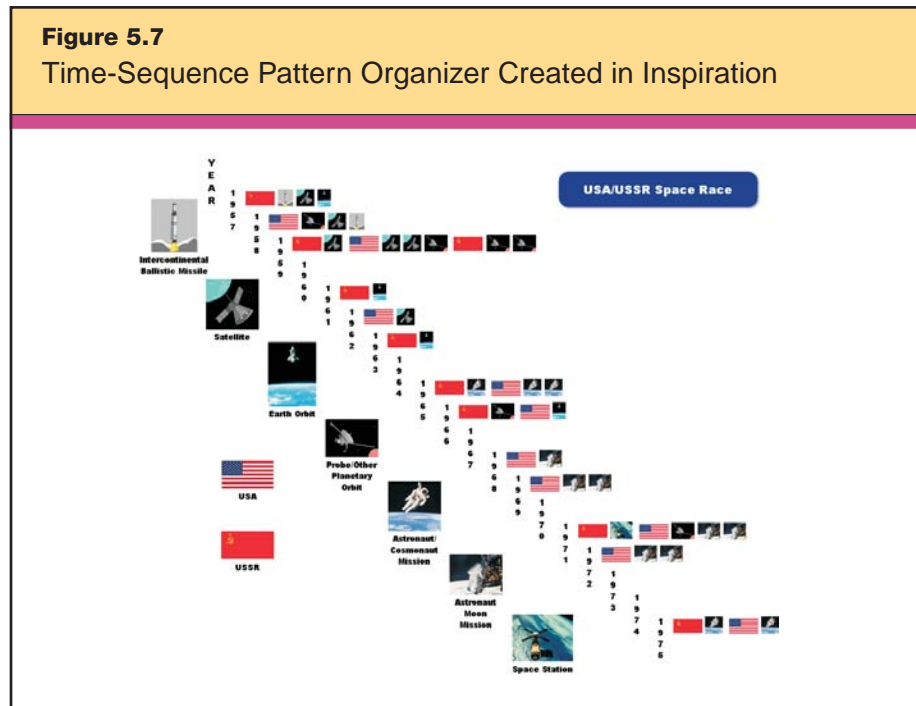 Figure 5.7
Time-Sequence Pattern Organizer Created in Inspiration
YEAR
USA/USSR Space Race
1957
1958
1959
1960
1961
1962
1963
1964
1965
1966
1967
1968
1969
1970
1971
1972
1973
1974
1975
Intercontinental
Ballistic Missile
Satellite
Earth Orbit
Probe/Other
Planetary
Orbit
USA
Astronaut/
Cosmonaut
Mission
USSR
Astronaut
Moon
Mission
Space Station